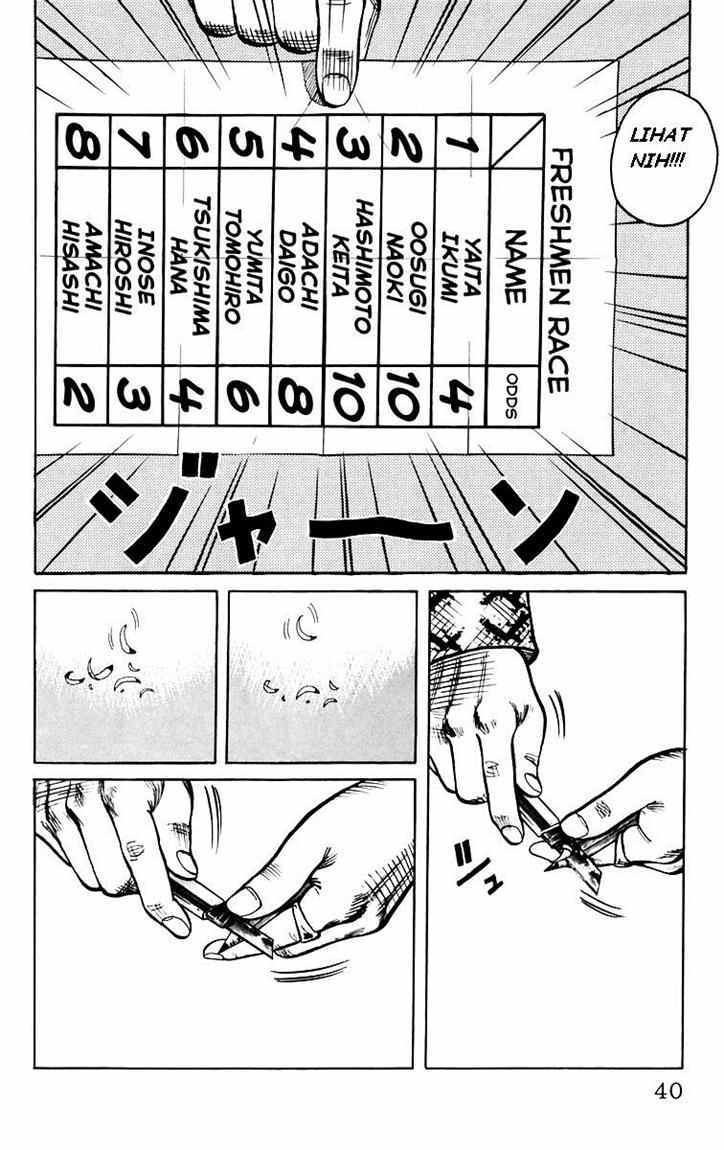 LIHAT
NIH!!!
FRESHMEN RACE
NAME
ODDS
1
YAITA
IKUMI
4
2
OOSUGI
NAOKI
10
3
HASHIMOTO
KEITA
10
4
ADACHI
DAIGO
8
5
YUMITA
TOMOHIRO
6
6
TSUKISHIMA
HANA
4
7
INOSE
HIROSHI
3
8
AMACHI
HISASHI
2
ジャーン
シュ
40